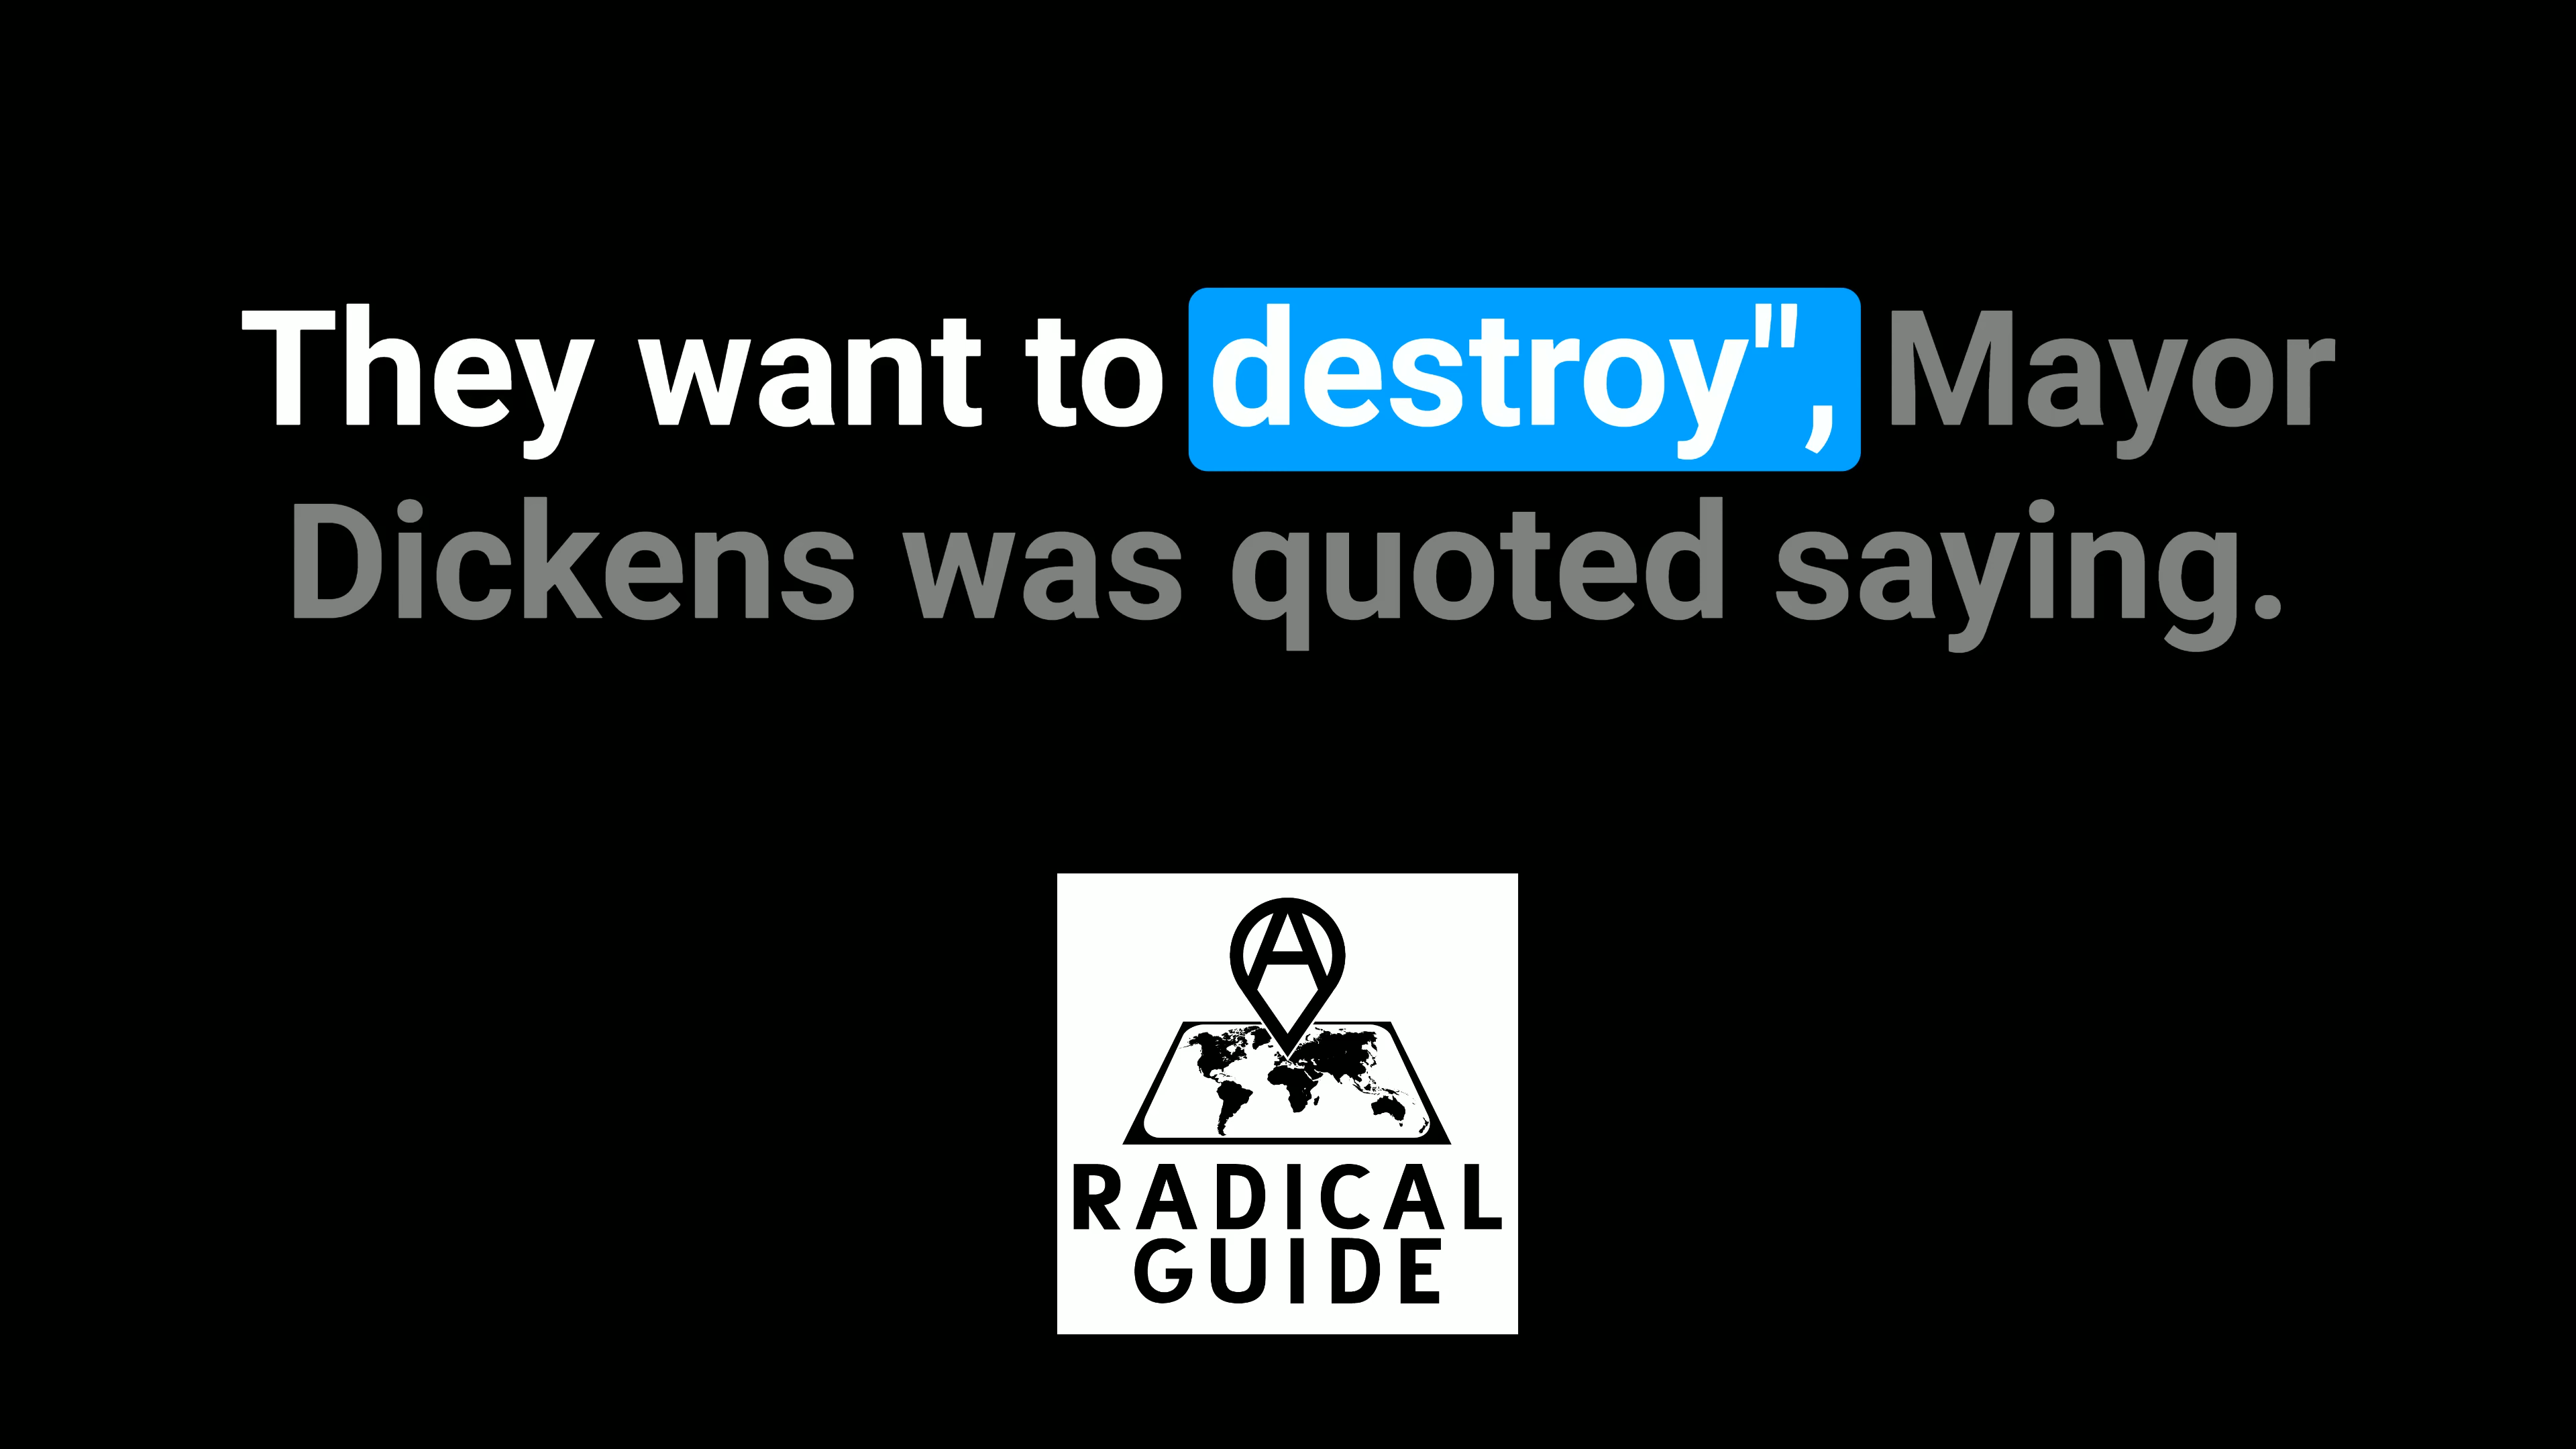 They want to destroy", Mayor
Dickens was quoted saying.
A
RADICAL
GUIDE